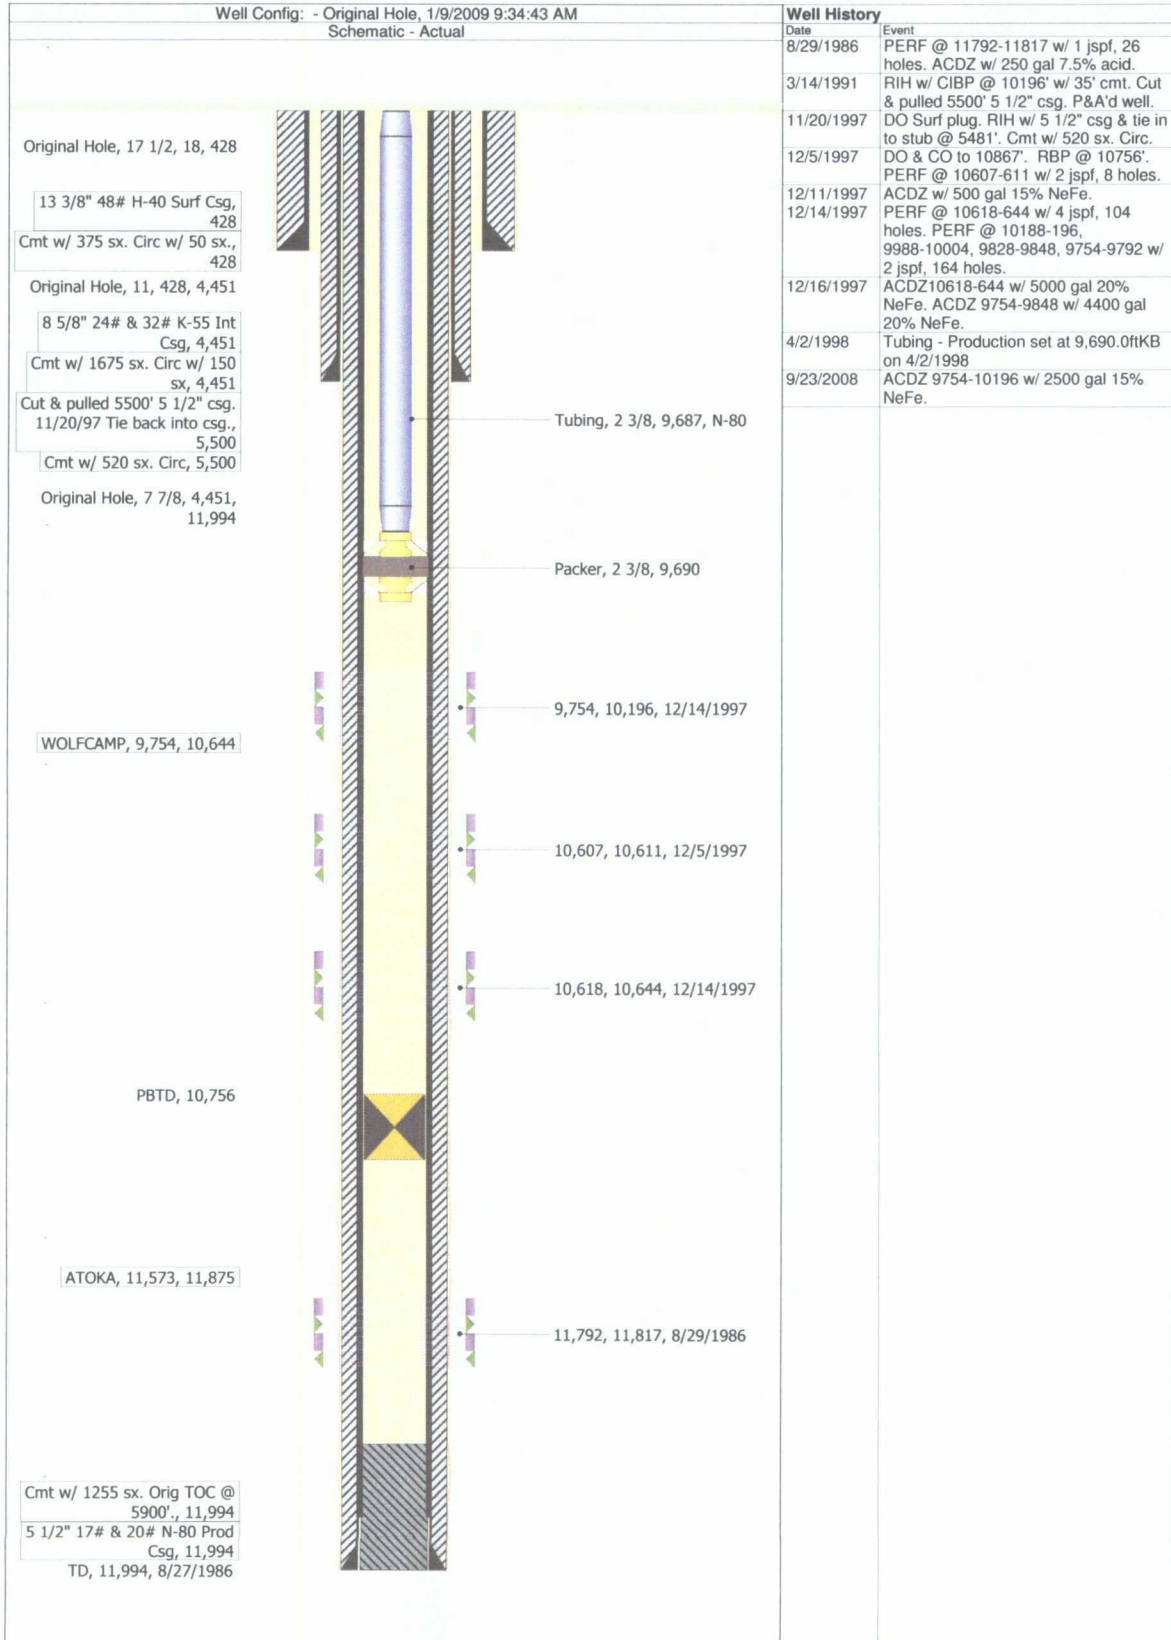 Well Config: - Original Hole, 1/9/2009 9:34:43 AM
Schematic - Actual
Original Hole, 17 1/2, 18, 428
13 3/8" 48# H-40 Surf Csg,
428
Cmt w/ 375 sx. Circ w/ 50 sx.,
428
Original Hole, 11, 428, 4,451
8 5/8" 24# & 32# K-55 Int
Csg, 4,451
Cmt w/ 1675 sx. Circ w/ 150
sx, 4,451
Cut & pulled 5500' 5 1/2" csg.
11/20/97 Tie back into csg.,
5,500
Cmt w/ 520 sx. Circ, 5,500
Original Hole, 7 7/8, 4,451,
11,994
Tubing, 2 3/8, 9,687, N-80
Packer, 2 3/8, 9,690
9,754, 10,196, 12/14/1997
WOLFCAMP, 9,754, 10,644
10,607, 10,611, 12/5/1997
10,618, 10,644, 12/14/1997
PBTD, 10,756
ATOKA, 11,573, 11,875
11,792, 11,817, 8/29/1986
Cmt w/ 1255 sx. Orig TOC @
5900'., 11,994
5 1/2" 17# & 20# N-80 Prod
Csg, 11,994
TD, 11,994, 8/27/1986
Well History
Date Event
8/29/1986 PERF @ 11792-11817 w/ 1 jspf, 26
holes. ACDZ w/ 250 gal 7.5% acid.
3/14/1991 RIH w/ CIBP @ 10196' w/ 35' cmt. Cut
& pulled 5500' 5 1/2" csg. P&A'd well.
11/20/1997 DO Surf plug. RIH w/ 5 1/2" csg & tie in
to stub @ 5481'. Cmt w/ 520 sx. Circ.
12/5/1997 DO & CO to 10867'. RBP @ 10756'.
PERF @ 10607-611 w/ 2 jspf, 8 holes.
12/11/1997 ACDZ w/ 500 gal 15% NeFe.
12/14/1997 PERF @ 10618-644 w/ 4 jspf, 104
holes. PERF @ 10188-196,
9988-10004, 9828-9848, 9754-9792 w/
2 jspf, 164 holes.
12/16/1997 ACDZ10618-644 w/ 5000 gal 20%
NeFe. ACDZ 9754-9848 w/ 4400 gal
20% NeFe.
4/2/1998 Tubing - Production set at 9,690.0ftKB
on 4/2/1998
9/23/2008 ACDZ 9754-10196 w/ 2500 gal 15%
NeFe.